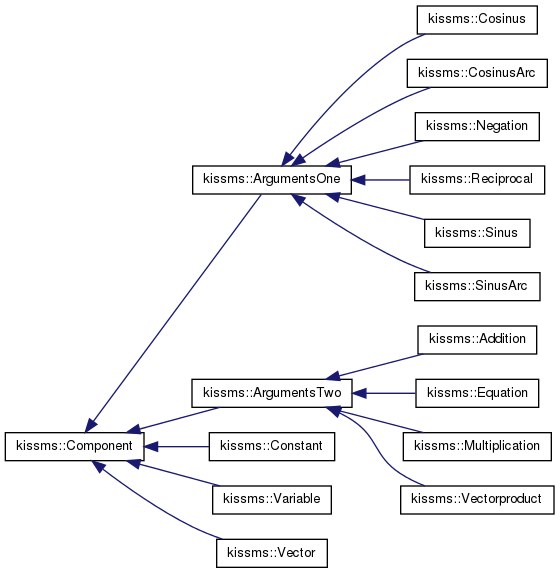 kissms::Cosinus
kissms::CosinusArc
kissms::Negation
kissms::ArgumentsOne
kissms::Reciprocal
kissms::Sinus
kissms::SinusArc
kissms::Addition
kissms::ArgumentsTwo
kissms::Equation
kissms::Component
kissms::Constant
kissms::Multiplication
kissms::Variable
kissms::Vectorproduct
kissms::Vector